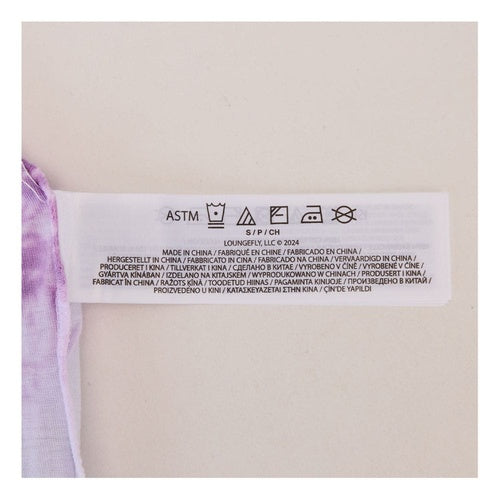 ASTM
S / P / CH
LOUNGEFLY, LLC © 2024
MADE IN CHINA / FABRIQUÉ EN CHINE / FABRICADO EN CHINA /
HERGESTELLT IN CHINA / FABBRICATO IN CINA / FABRICADO NA CHINA / VERVAARDIGD IN CHINA /
PRODUCERET I KINA / TILLVERKAT I KINA / СДЕЛАНО В КИТАЕ / VYROBENO V ČÍNĚ / VYROBENÉ V ČÍNE /
GYÁRTVA KÍNÁBAN / IZDELANO NA KITAJSKEM / WYPRODUKOWANO W CHINACH / PRODUSERT I KINA /
FABRICAT ÎN CHINA / RAŽOTS ĶĪNĀ / TOODETUD HIINAS / PAGAMINTA KINIJOJE / ПРОИЗВЕДЕНО В КИТАЙ /
PROIZVEDENO U KINI / ΚΑΤΑΣΚΕΥΑΖΕΤΑΙ ΣΤΗΝ ΚΙΝΑ / ÇİN'DE YAPILDI